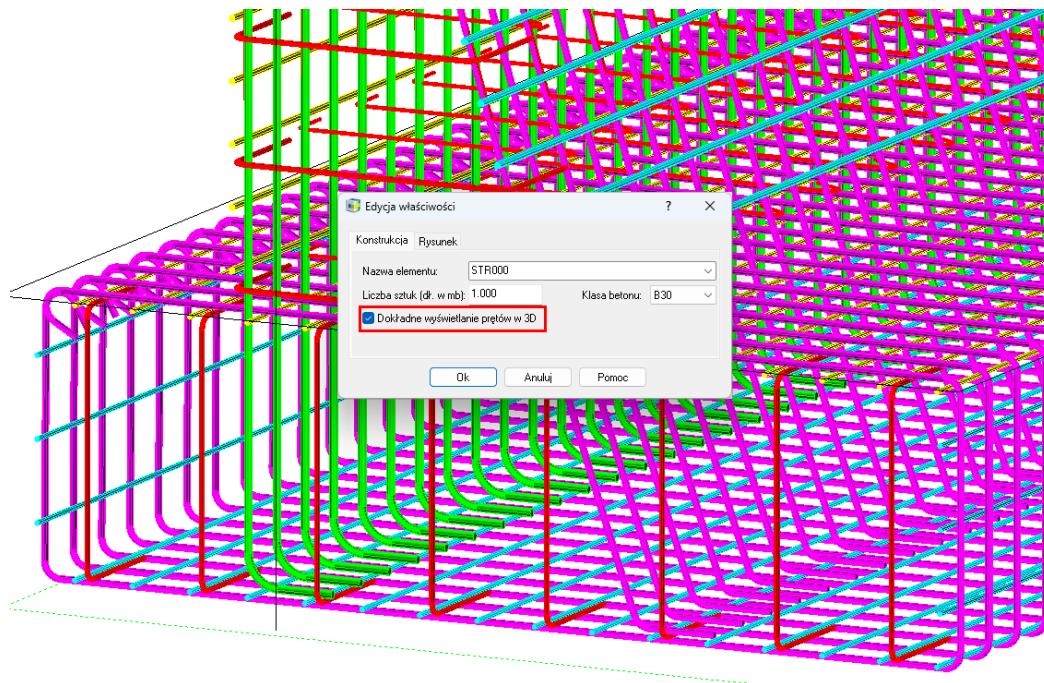 Edycja właściwości
Konstrukcja Rysunek
Nazwa elementu: STR000
Liczba sztuk (dł. w mb): 1.000 Klasa betonu: B30
Dokładne wyświetlanie prętów w 3D
Ok Anuluj Pomoc